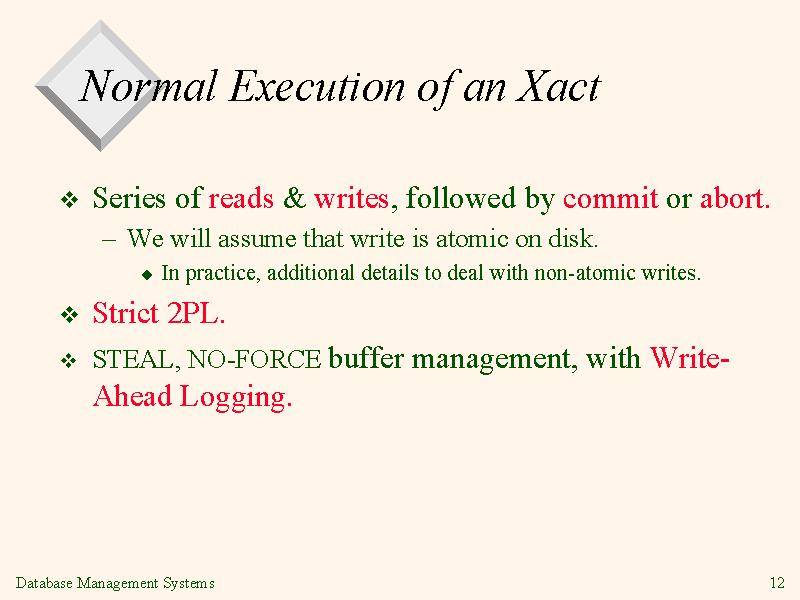 Normal Execution of an Xact
❖ Series of reads & writes, followed by commit or abort.
– We will assume that write is atomic on disk.
◆ In practice, additional details to deal with non-atomic writes.
❖ Strict 2PL.
❖ STEAL, NO-FORCE buffer management, with Write-
Ahead Logging.
Database Management Systems
12